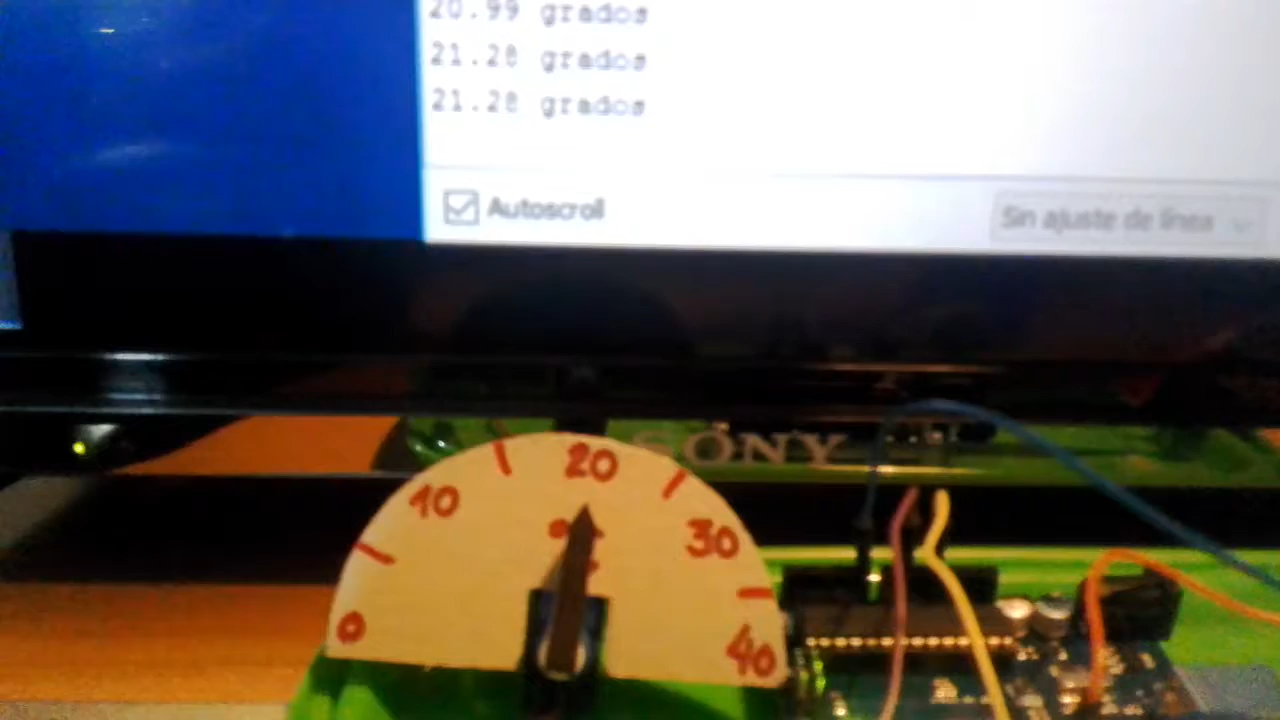 20.99 grados
21.28 grados
21.28 grados
Autoscroll
Sin ajuste de línea
SONY
0
10
20
30
40